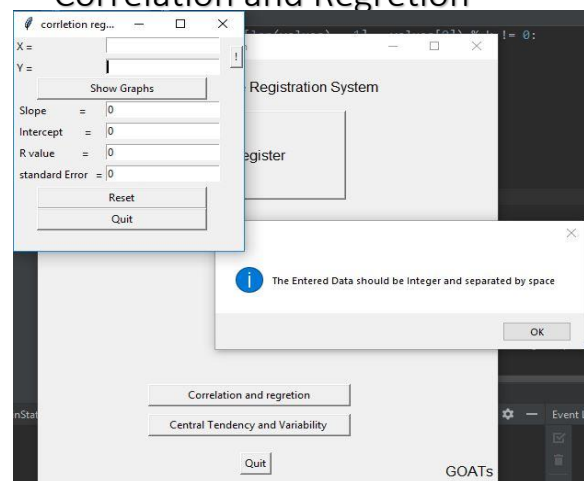 Correlation and Regretion
corrletion reg...
X =
Y =
!
Show Graphs
Slope = 0
Intercept = 0
R value = 0
standard Error = 0
Reset
Quit
!= 0:
Registration System
egister
The Entered Data should be Integer and separated by space
OK
Correlation and regretion
Central Tendency and Variability
Quit
GOATs
nStat
Event L